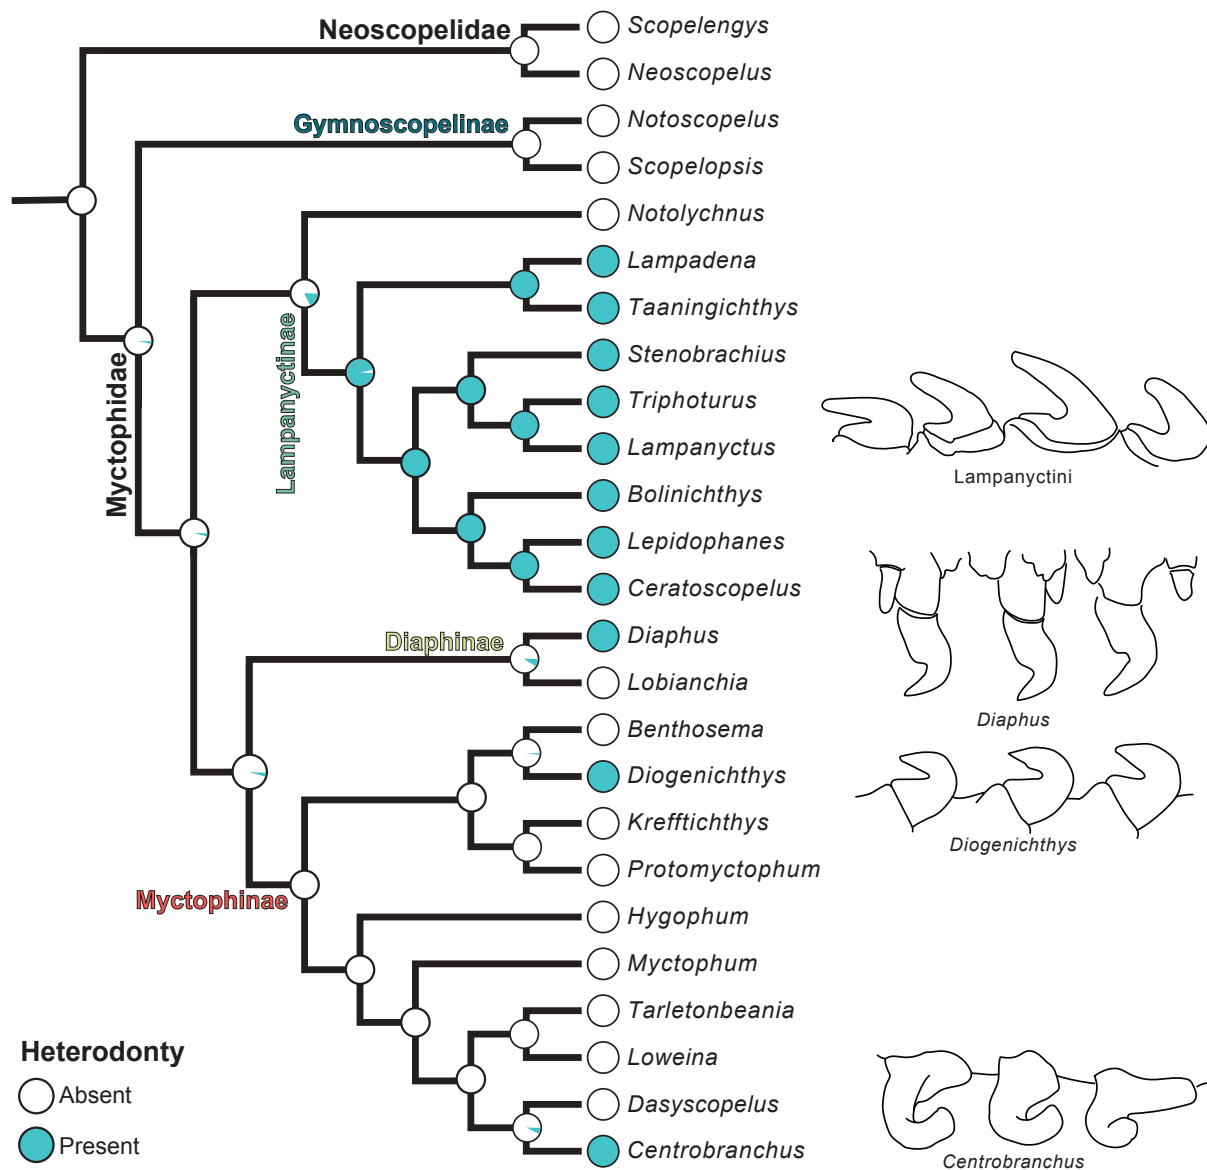 Neoscopelidae
Scopelengys
Neoscopelus
Gymnoscopelinae
Notoscopelus
Scopelopsis
Notolychnus
Lampadena
Taaningichthys
Myctophidae
Lampanyctinae
Stenobrachius
Triphoturus
Lampanyctus
Lampanyctini
Bolinichthys
Lepidophanes
Ceratoscopelus
Diaphinae
Diaphus
Lobianchia
Diaphus
Benthosema
Diogenichthys
Krefftichthys
Diogenichthys
Protomyctophum
Myctophinae
Hygophum
Myctophum
Tarletonbeania
Loweina
Dasyscopelus
Centrobranchus
Centrobranchus
Heterodonty
Absent
Present